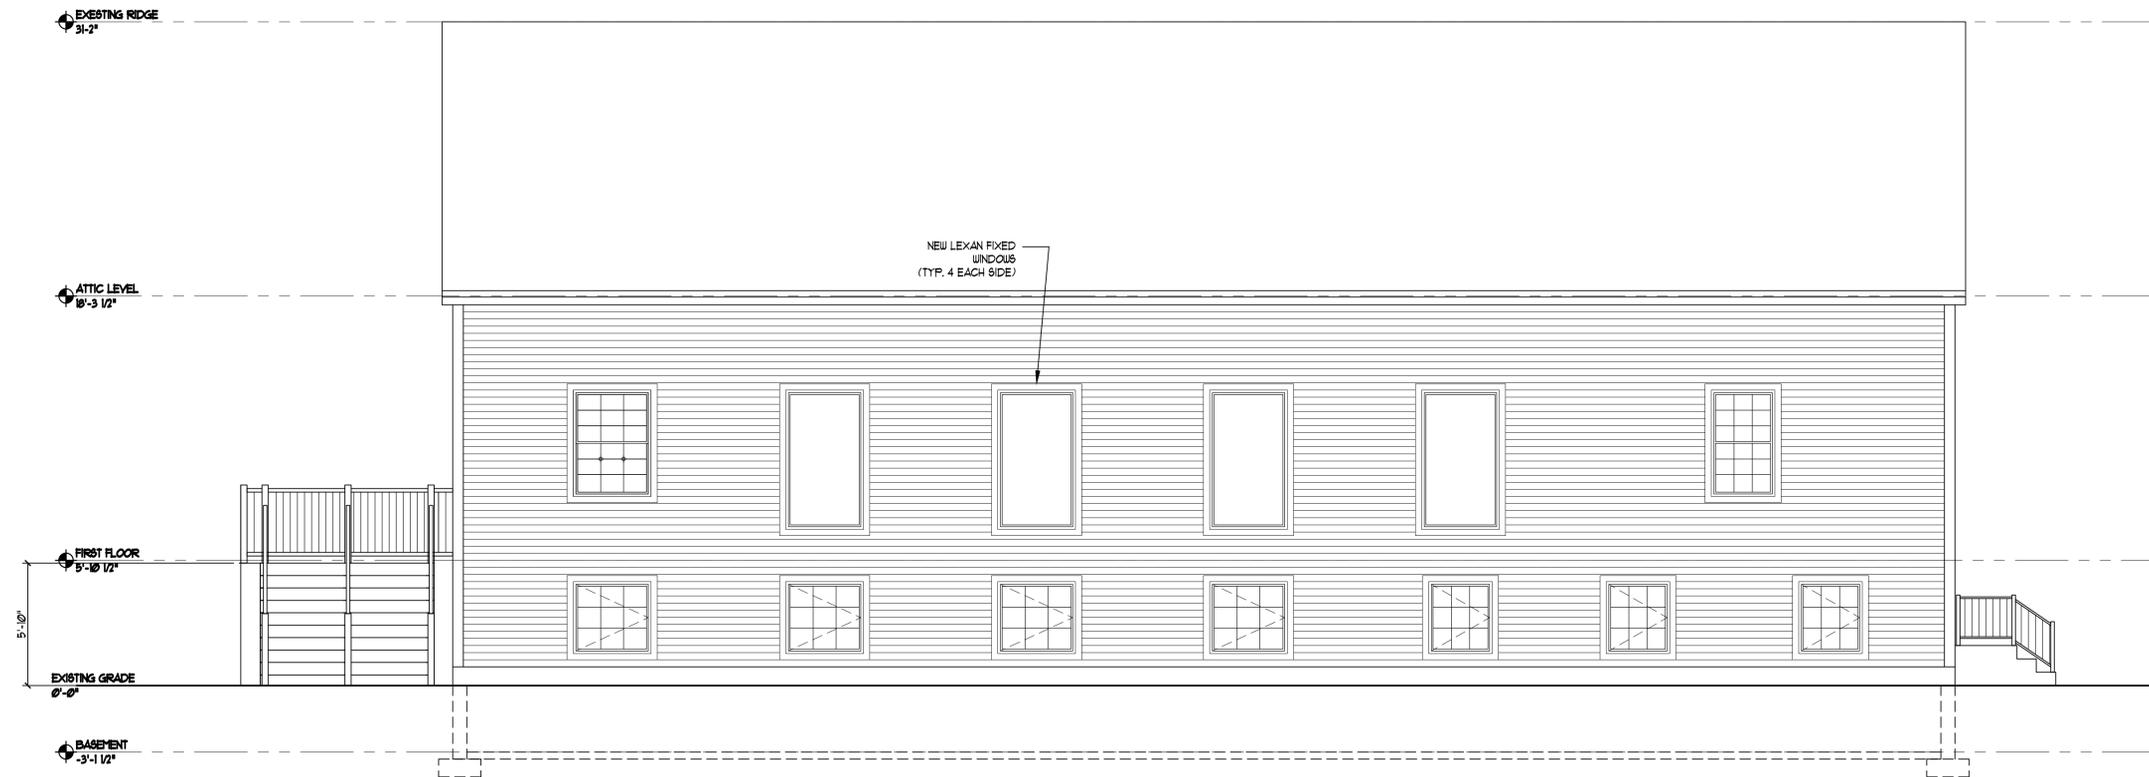 EXESTING RIDGE
31'-2"
NEW LEXAN FIXED
WINDOWS
(TYP. 4 EACH SIDE)
ATTIC LEVEL
18'-3 1/2"
FIRST FLOOR
5'-10 1/2"
5'-10"
EXISTING GRADE
0'-0"
BASEMENT
-3'-1 1/2"